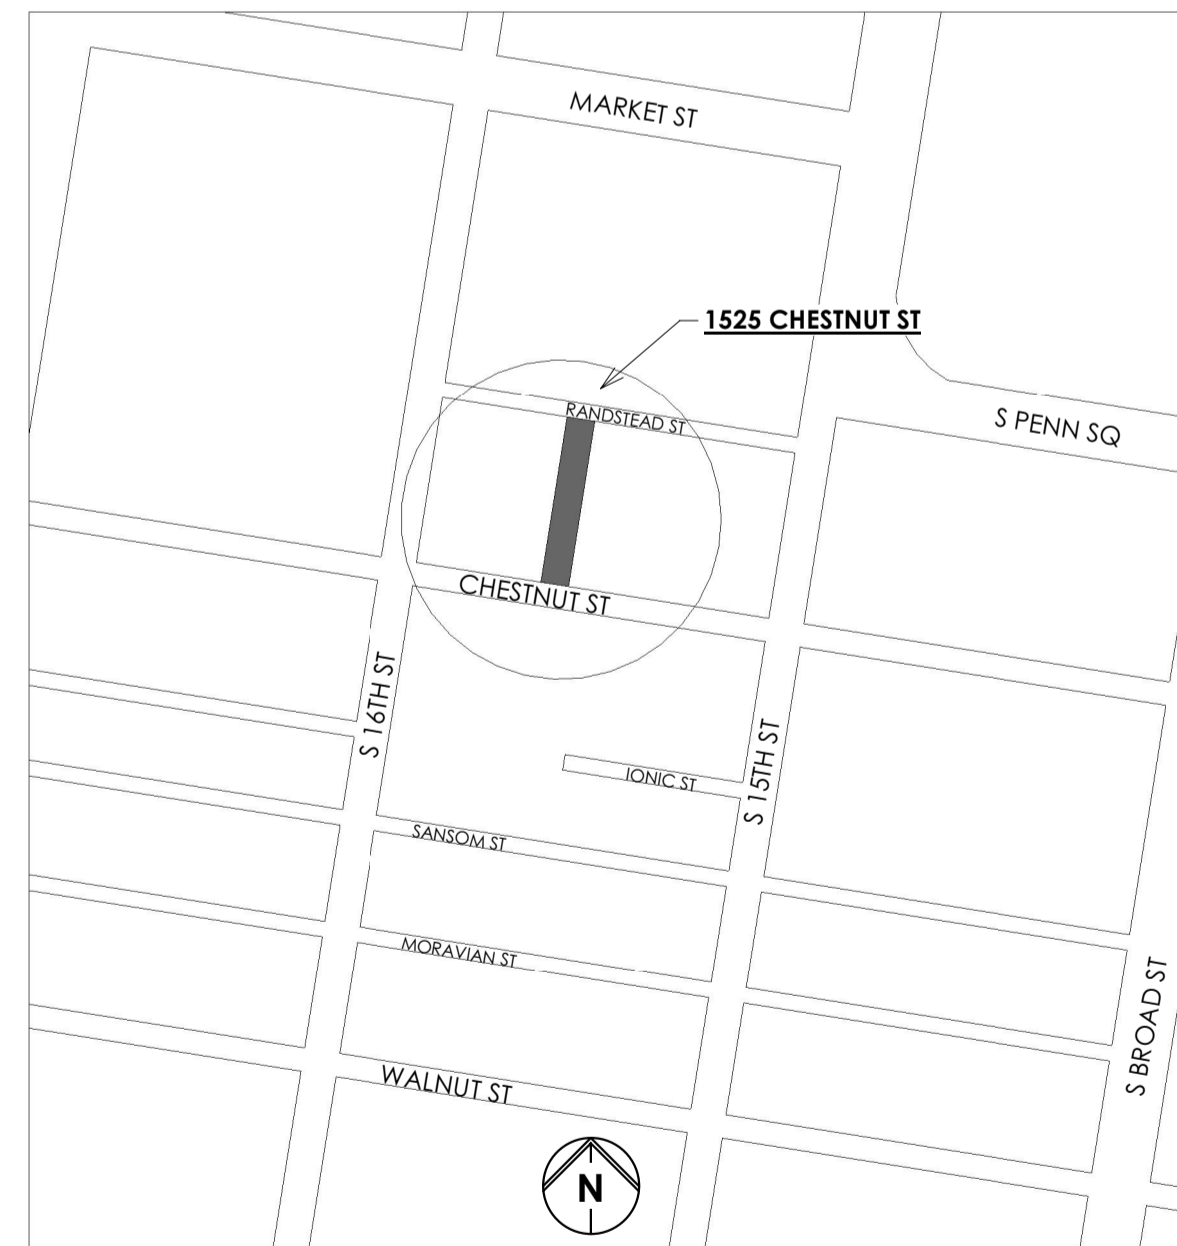 MARKET ST
1525 CHESTNUT ST
RANDSTEAD ST
S PENN SQ
CHESTNUT ST
S 16TH ST
S 15TH ST
IONIC ST
SANSOM ST
MORAVIAN ST
S BROAD ST
WALNUT ST
N